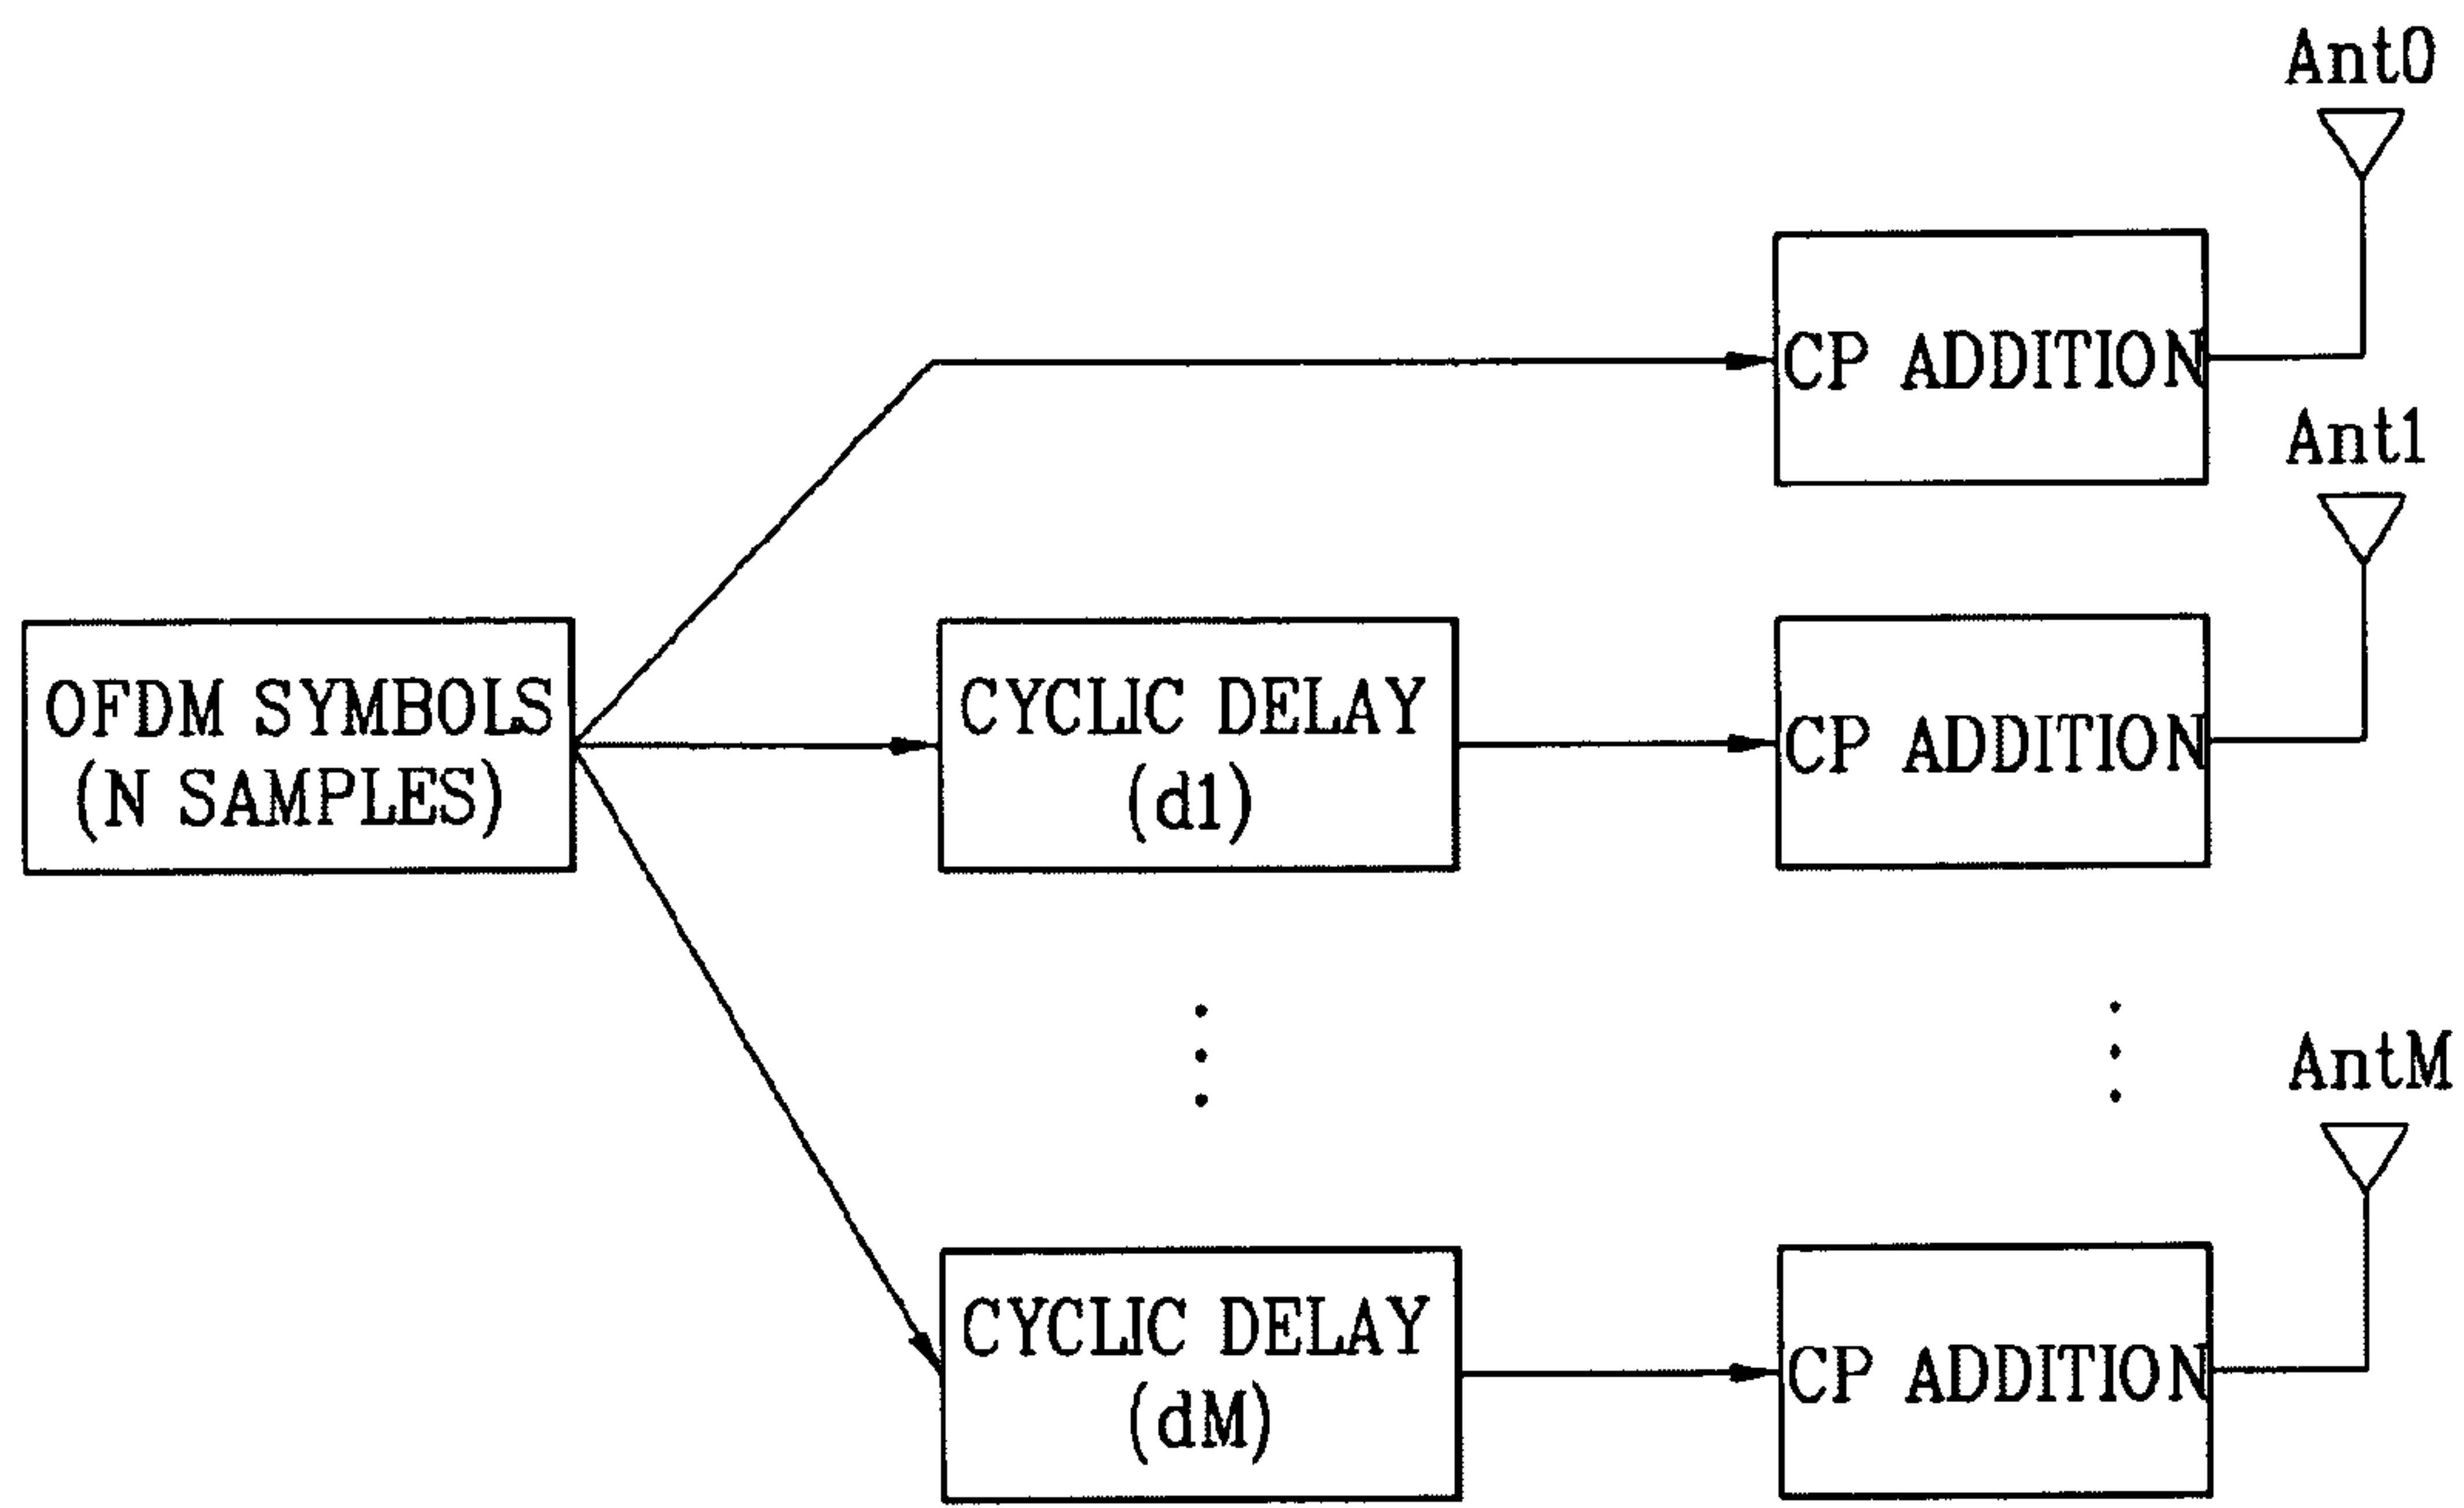 Ant0
CP ADDITION
Ant1
OFDM SYMBOLS
(N SAMPLES)
CYCLIC DELAY
(d1)
CP ADDITION
AntM
CYCLIC DELAY
(dM)
CP ADDITION